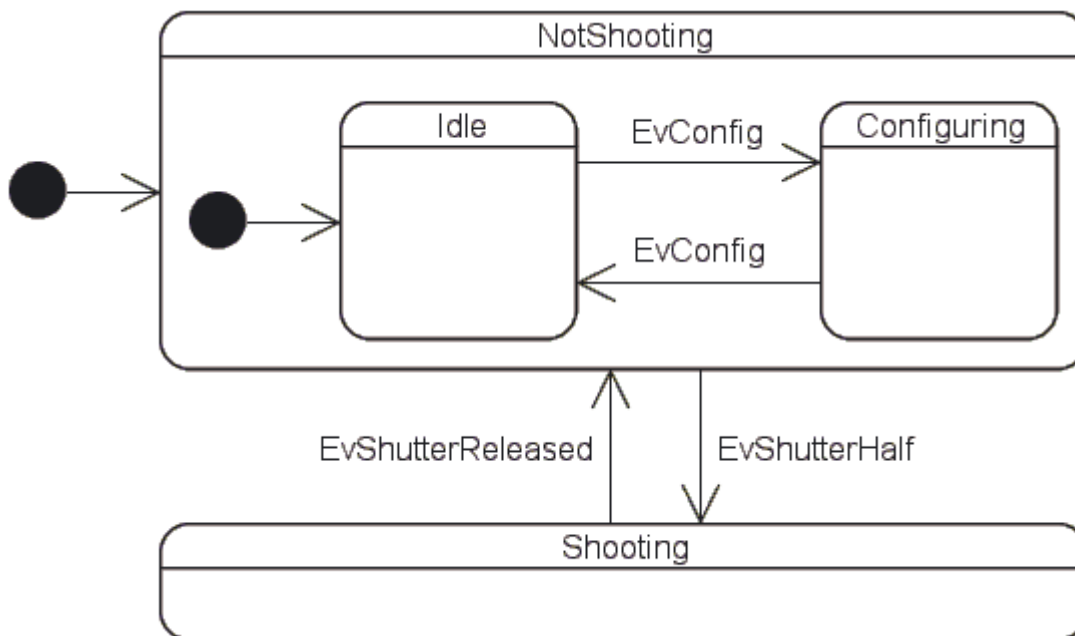 NotShooting
Idle
EvConfig
Configuring
EvConfig
EvShutterReleased
EvShutterHalf
Shooting